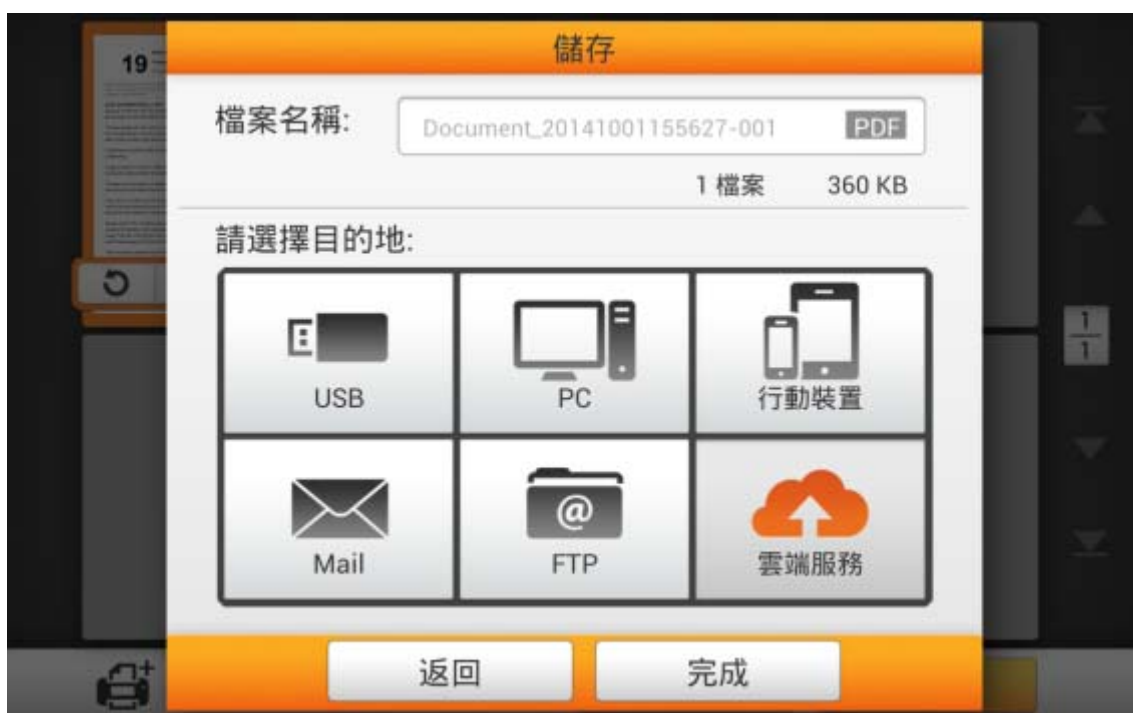 19
儲存
檔案名稱: Document_20141001155627-001 PDF
1 檔案 360 KB
請選擇目的地:
USB PC 行動裝置
Mail FTP 雲端服務
返回 完成
1
1